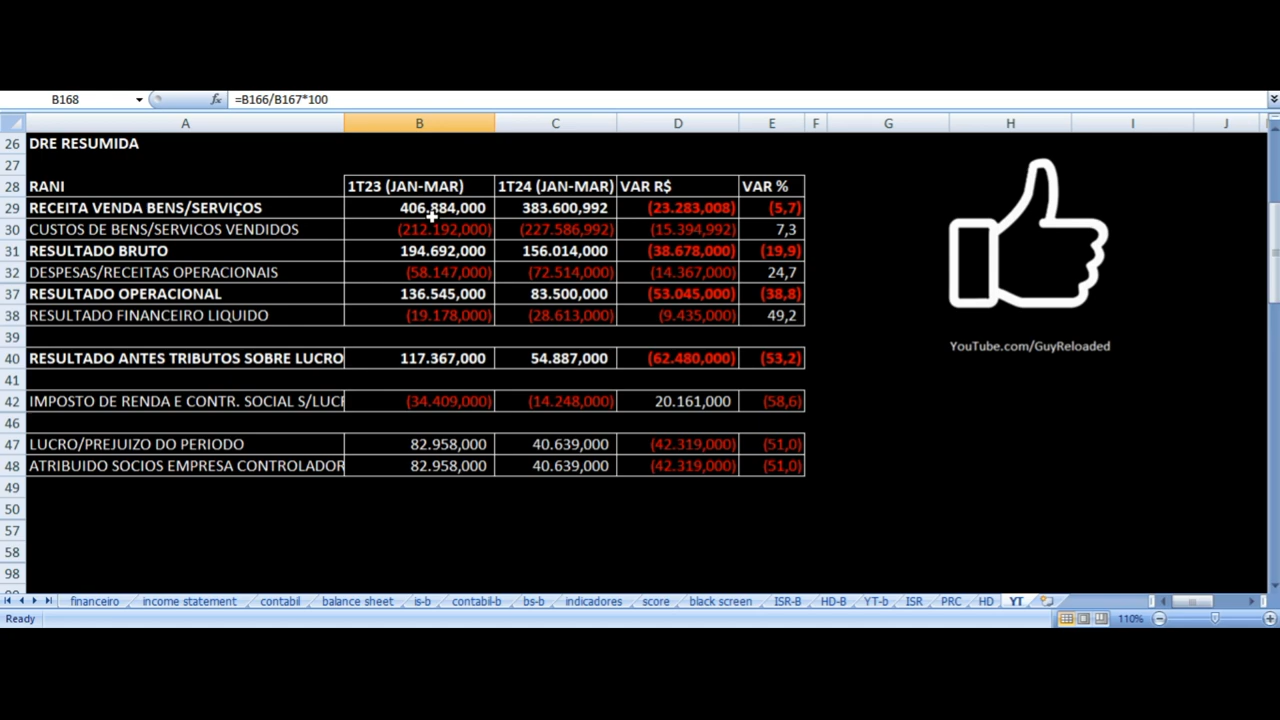 B168 fx =B166/B167*100
A B C D E F G H I J
26 DRE RESUMIDA
27
28 RANI 1T23 (JAN-MAR) 1T24 (JAN-MAR) VAR R$ VAR %
29 RECEITA VENDA BENS/SERVIÇOS 406.884,000 383.600,992 (23.283,008) (5,7)
30 CUSTOS DE BENS/SERVICOS VENDIDOS (212.192,000) (227.586,992) (15.394,992) 7,3
31 RESULTADO BRUTO 194.692,000 156.014,000 (38.678,000) (19,9)
32 DESPESAS/RECEITAS OPERACIONAIS (58.147,000) (72.514,000) (14.367,000) 24,7
37 RESULTADO OPERACIONAL 136.545,000 83.500,000 (53.045,000) (38,8)
38 RESULTADO FINANCEIRO LIQUIDO (19.178,000) (28.613,000) (9.435,000) 49,2
YouTube.com/GuyReloaded
39
40 RESULTADO ANTES TRIBUTOS SOBRE LUCRO 117.367,000 54.887,000 (62.480,000) (53,2)
41
42 IMPOSTO DE RENDA E CONTR. SOCIAL S/LUCR (34.409,000) (14.248,000) 20.161,000 (58,6)
46
47 LUCRO/PREJUIZO DO PERIODO 82.958,000 40.639,000 (42.319,000) (51,0)
48 ATRIBUIDO SOCIOS EMPRESA CONTROLADOR 82.958,000 40.639,000 (42.319,000) (51,0)
49
50
57
58
98
financeiro income statement contabil balance sheet is-b contabil-b bs-b indicadores score black screen ISR-B HD-B YT-b ISR PRC HD YT
Ready 110%